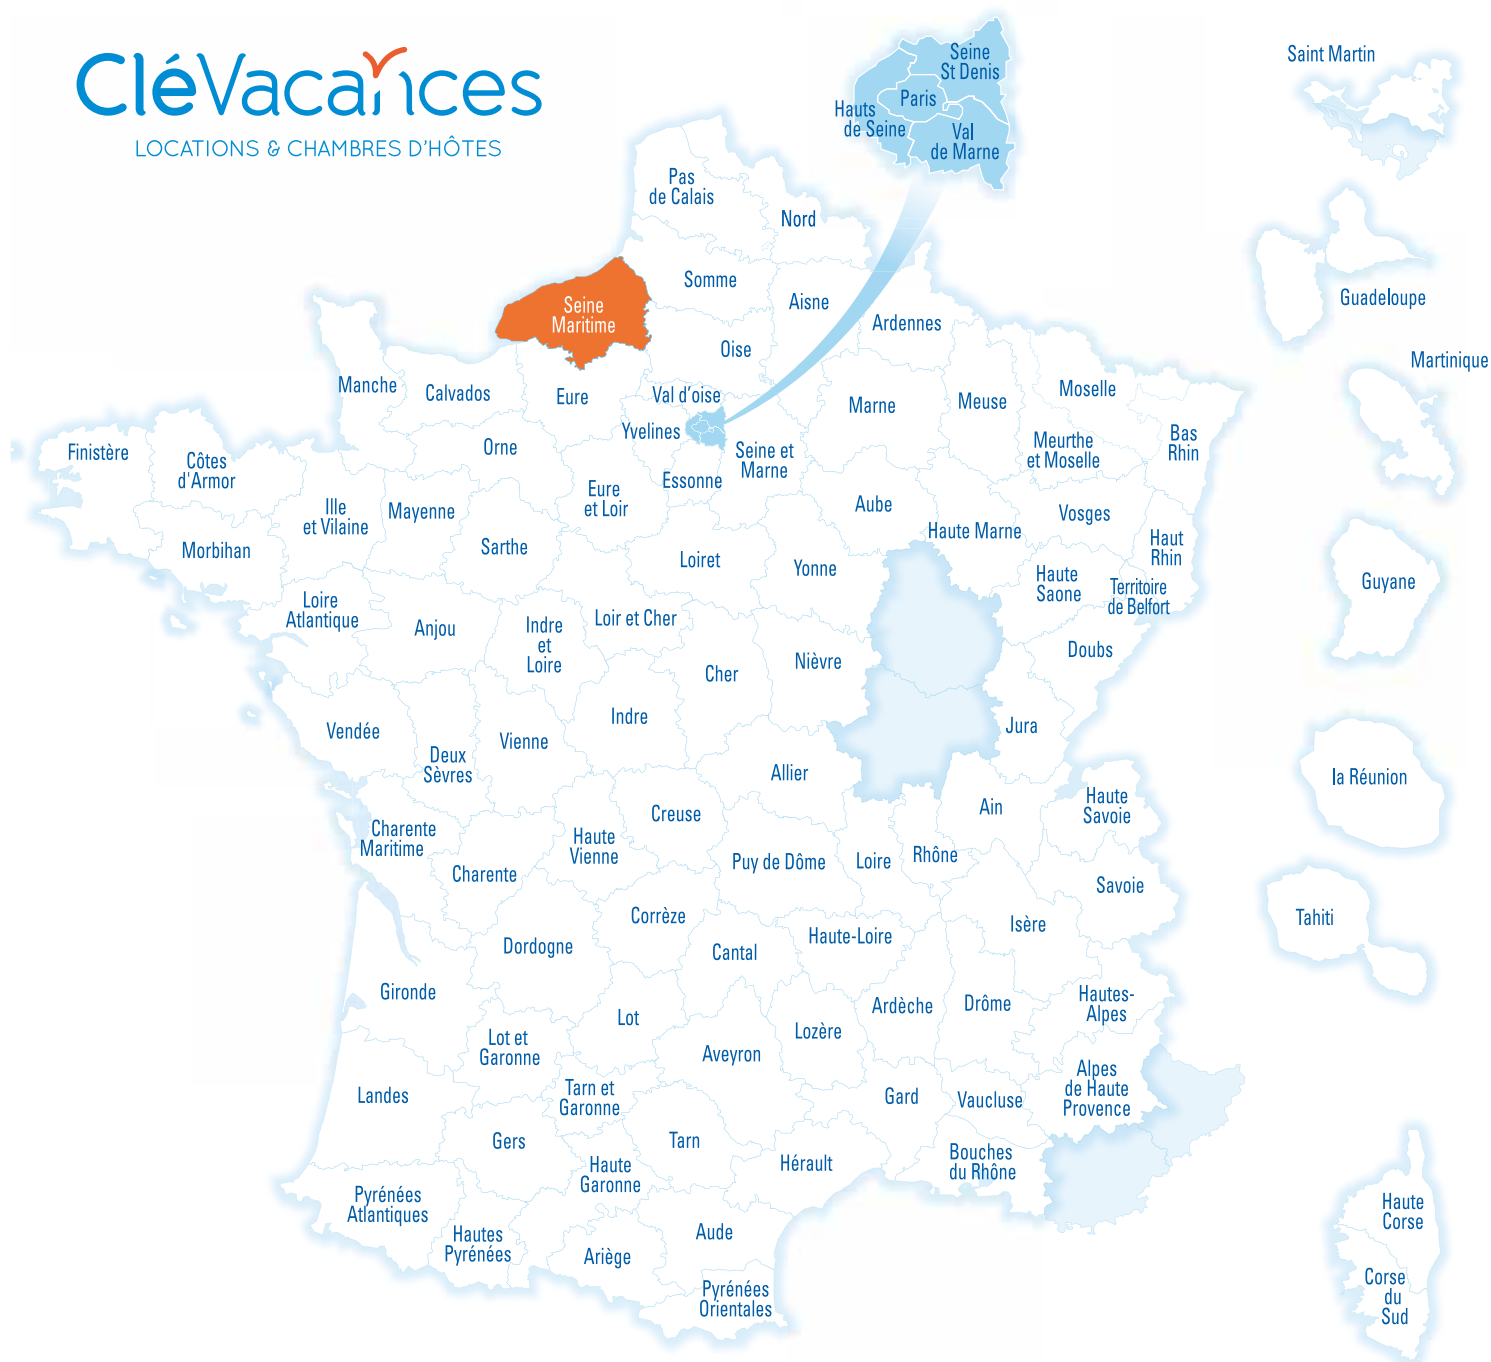 CléVacances
LOCATIONS & CHAMBRES D'HÔTES
Seine
St Denis
Paris
Hauts
de Seine
Val
de Marne
Saint Martin
Pas
de Calais
Nord
Somme
Aisne
Seine
Maritime
Oise
Ardennes
Guadeloupe
Martinique
Manche
Calvados
Eure
Val d'oise
Marne
Meuse
Moselle
Yvelines
Orne
Seine et
Marne
Meurthe
et Moselle
Bas
Rhin
Finistère
Côtes
d'Armor
Essonne
Eure
et Loir
Ille
et Vilaine
Mayenne
Aube
Haute Marne
Vosges
Morbihan
Sarthe
Loiret
Yonne
Haut
Rhin
Haute
Saone
Territoire
de Belfort
Guyane
Loire
Atlantique
Anjou
Indre
et
Loire
Loir et Cher
Cher
Nièvre
Doubs
Vendée
Deux
Sèvres
Vienne
Indre
Jura
Allier
la Réunion
Charente
Maritime
Charente
Haute
Vienne
Creuse
Puy de Dôme
Loire
Rhône
Ain
Haute
Savoie
Savoie
Corrèze
Dordogne
Cantal
Haute-Loire
Isère
Tahiti
Gironde
Lot et
Garonne
Lot
Aveyron
Lozère
Ardèche
Drôme
Hautes-
Alpes
Landes
Tarn et
Garonne
Gard
Vaucluse
Alpes
de Haute
Provence
Gers
Haute
Garonne
Tarn
Hérault
Bouches
du Rhône
Pyrénées
Atlantiques
Hautes
Pyrénées
Ariège
Aude
Pyrénées
Orientales
Haute
Corse
Corse
du
Sud